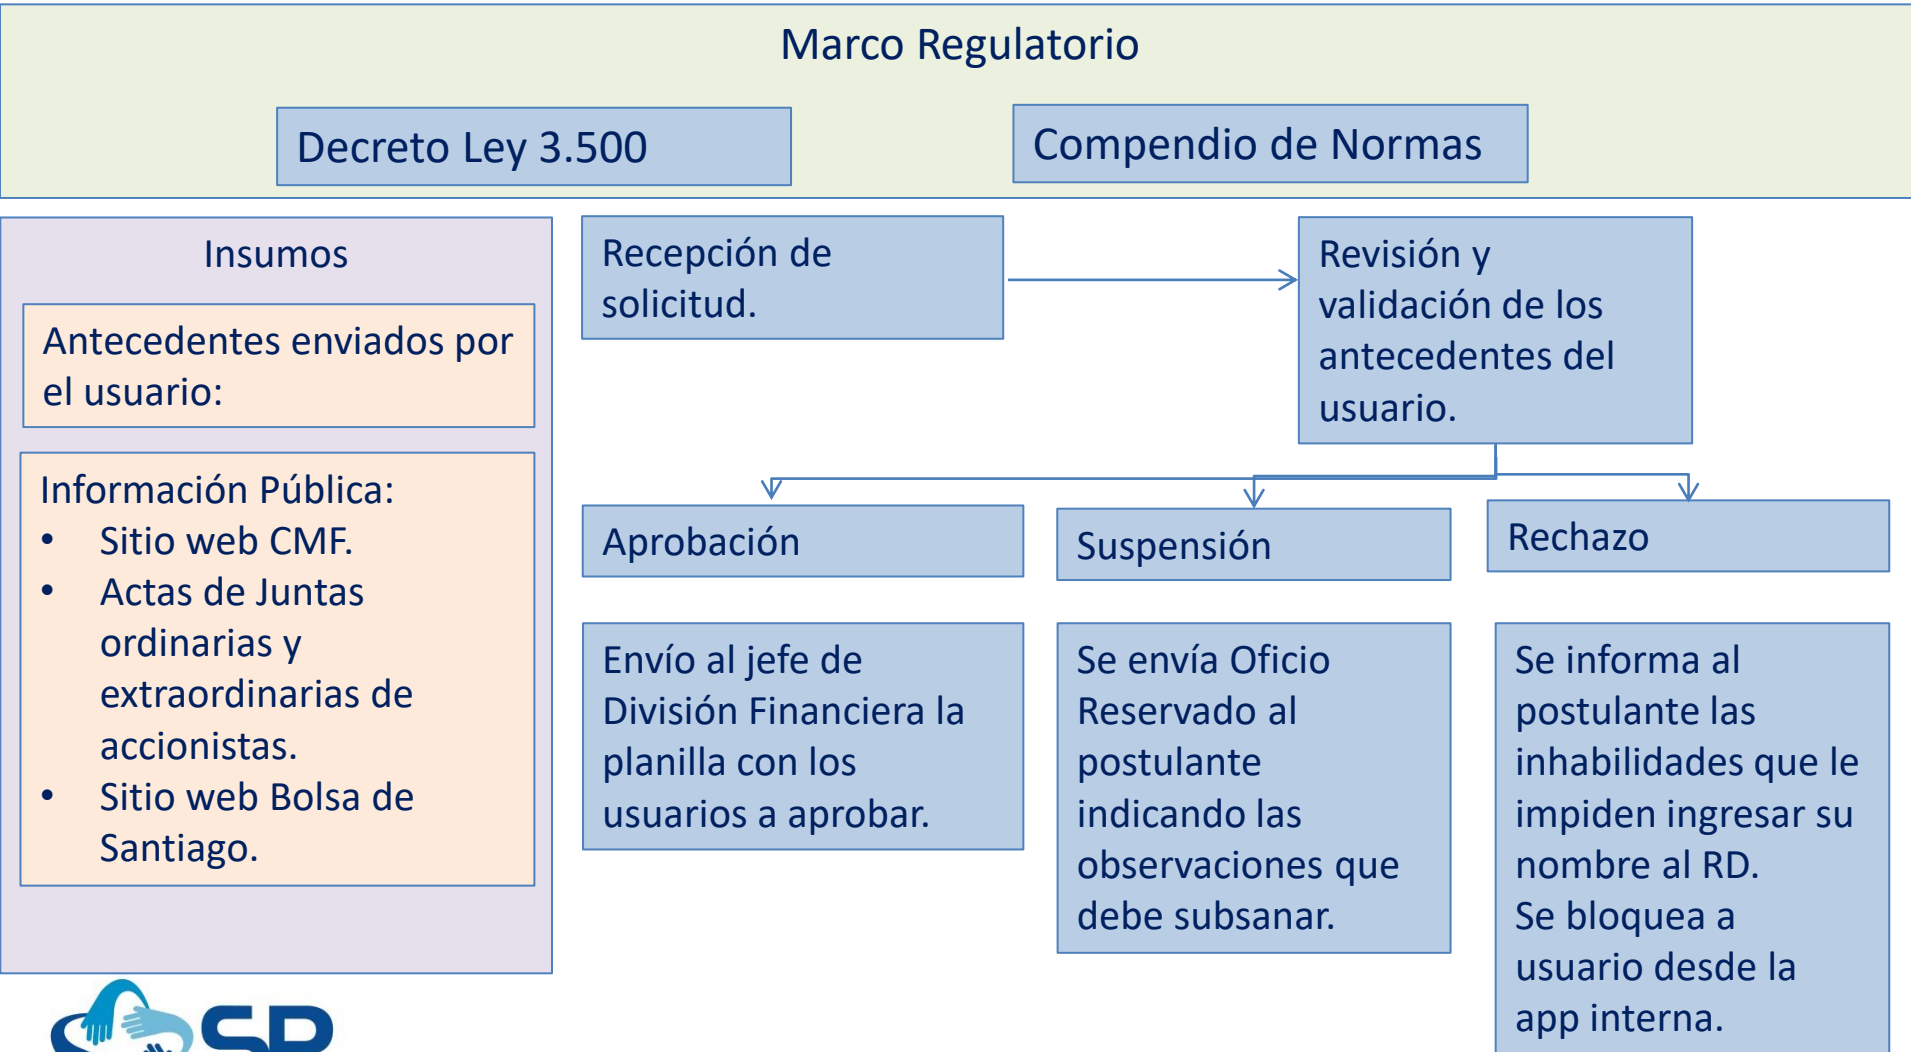 Marco Regulatorio
Decreto Ley 3.500
Compendio de Normas
Insumos
Antecedentes enviados por
el usuario:
Información Pública:
• Sitio web CMF.
• Actas de Juntas
ordinarias y
extraordinarias de
accionistas.
• Sitio web Bolsa de
Santiago.
Recepción de
solicitud.
Revisión y
validación de los
antecedentes del
usuario.
Aprobación
Suspensión
Rechazo
Envío al jefe de
División Financiera la
planilla con los
usuarios a aprobar.
Se envía Oficio
Reservado al
postulante
indicando las
observaciones que
debe subsanar.
Se informa al
postulante las
inhabilidades que le
impiden ingresar su
nombre al RD.
Se bloquea a
usuario desde la
app interna.
SP